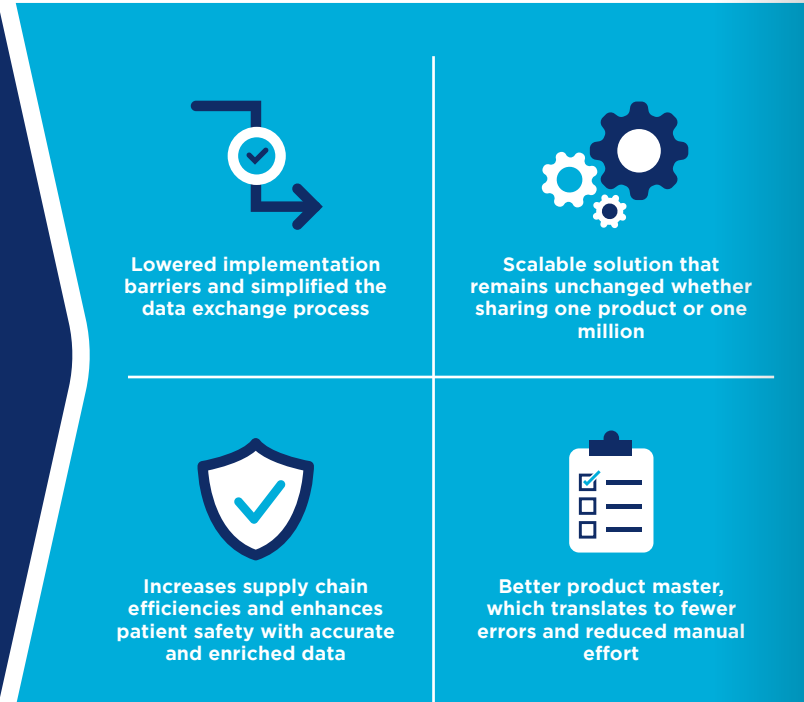 Lowered implementation
barriers and simplified the
data exchange process
Scalable solution that
remains unchanged whether
sharing one product or one
million
Increases supply chain
efficiencies and enhances
patient safety with accurate
and enriched data
Better product master,
which translates to fewer
errors and reduced manual
effort